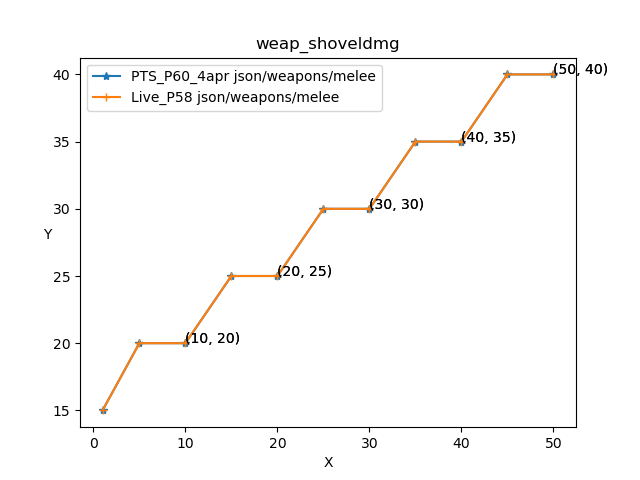 weap_shoveldmg
PTS_P60_4apr json/weapons/melee
Live_P58 json/weapons/melee
(50, 40)
(40, 35)
(30, 30)
(20, 25)
(10, 20)
40
35
30
25
20
15
Y
0 10 20 30 40 50
X